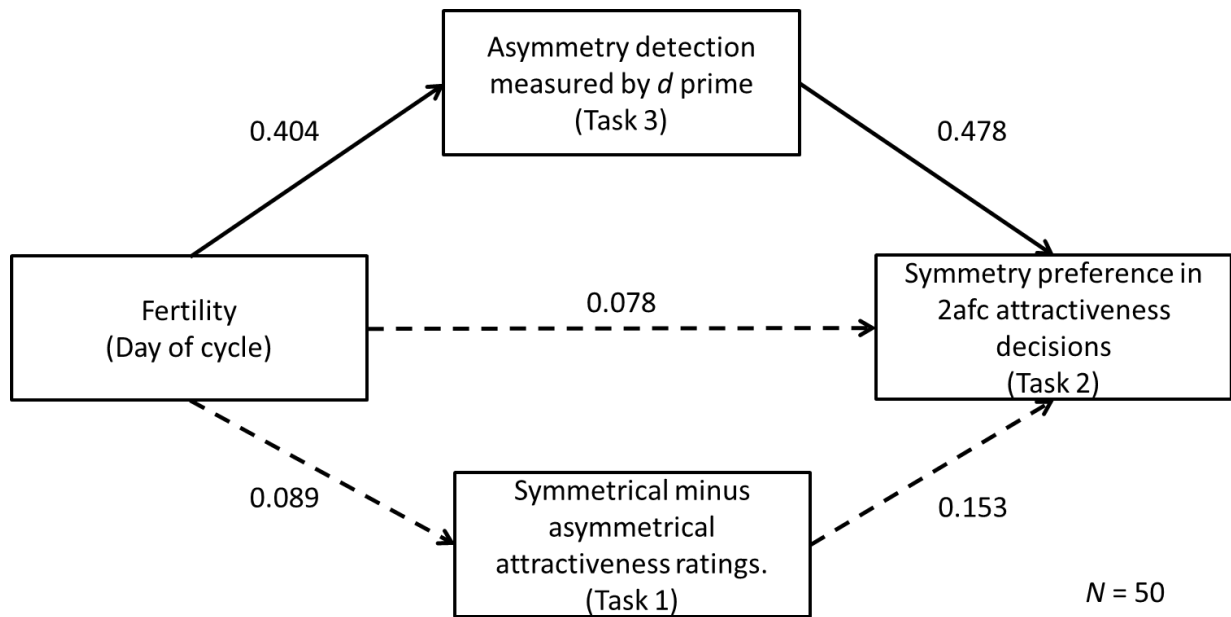 Asymmetry detection
measured by d prime
(Task 3)
0.404
0.478
Fertility
(Day of cycle)
0.078
Symmetry preference in
2afc attractiveness
decisions
(Task 2)
0.089
Symmetrical minus
asymmetrical
attractiveness ratings.
(Task 1)
0.153
N = 50